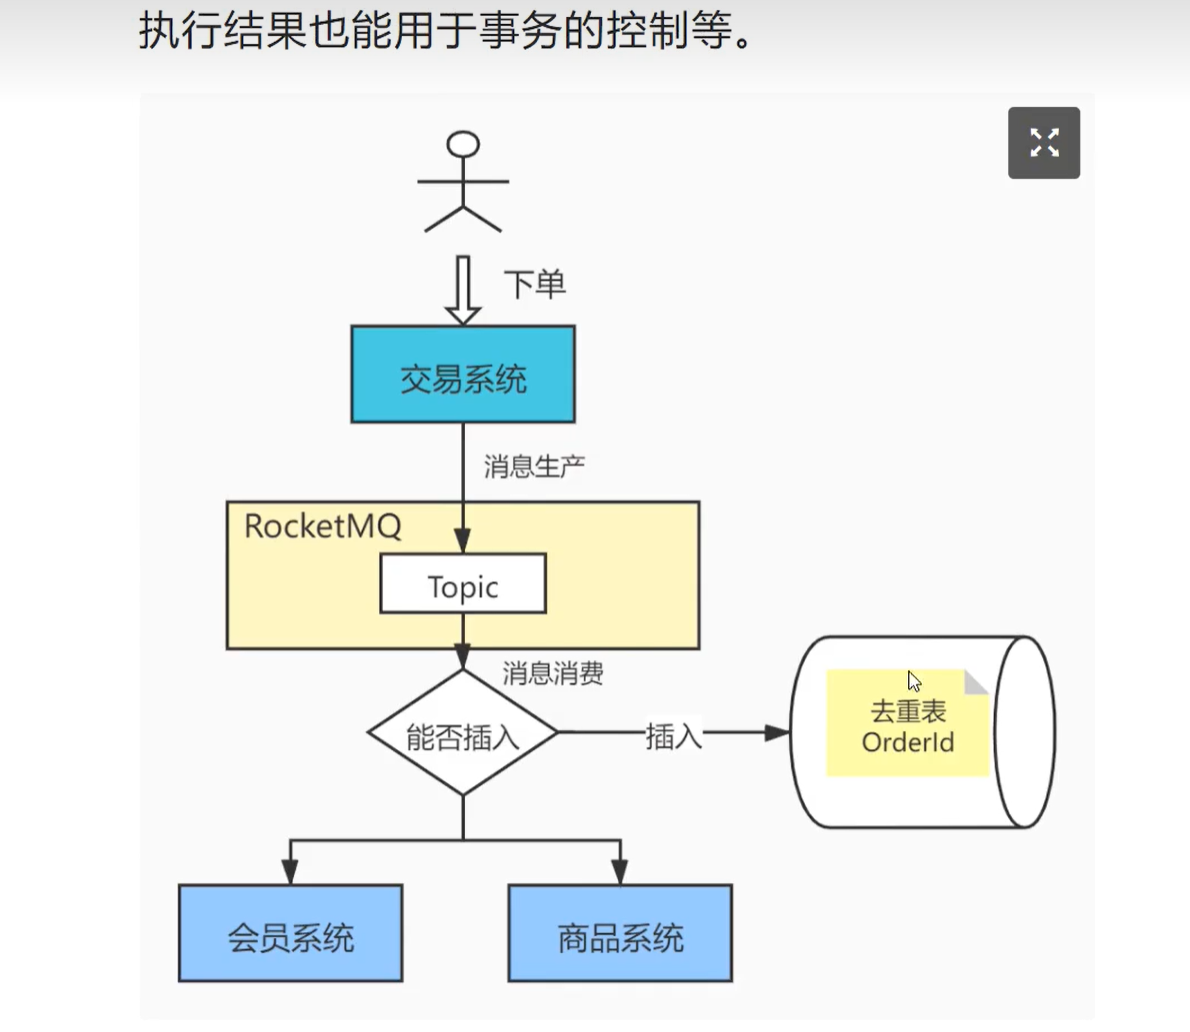 执行结果也能用于事务的控制等。
下单
交易系统
消息生产
RocketMQ
Topic
消息消费
能否插入
插入
去重表
OrderId
会员系统
商品系统